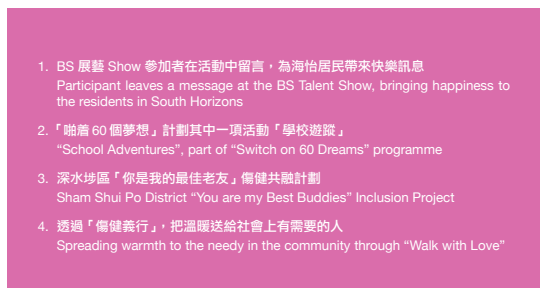 1. BS 展藝 Show 參加者在活動中留言，為海怡居民帶來快樂訊息
Participant leaves a message at the BS Talent Show, bringing happiness to
the residents in South Horizons
2.「啪着 60 個夢想」計劃其中一項活動「學校遊蹤」
“School Adventures”, part of “Switch on 60 Dreams” programme
3. 深水埗區「你是我的最佳老友」傷健共融計劃
Sham Shui Po District “You are my Best Buddies” Inclusion Project
4. 透過「傷健義行」，把溫暖送給社會上有需要的人
Spreading warmth to the needy in the community through “Walk with Love”